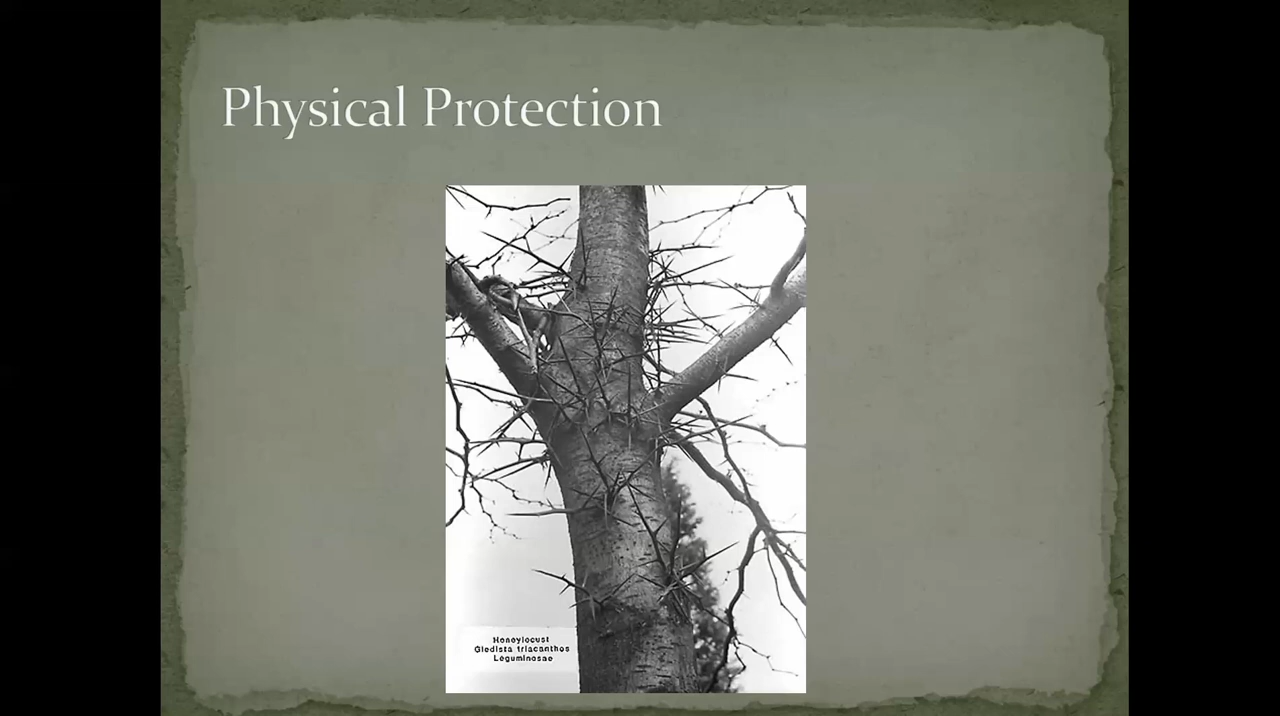 Physical Protection
Honeylocust
Gledista triacanthos
Leguminosae